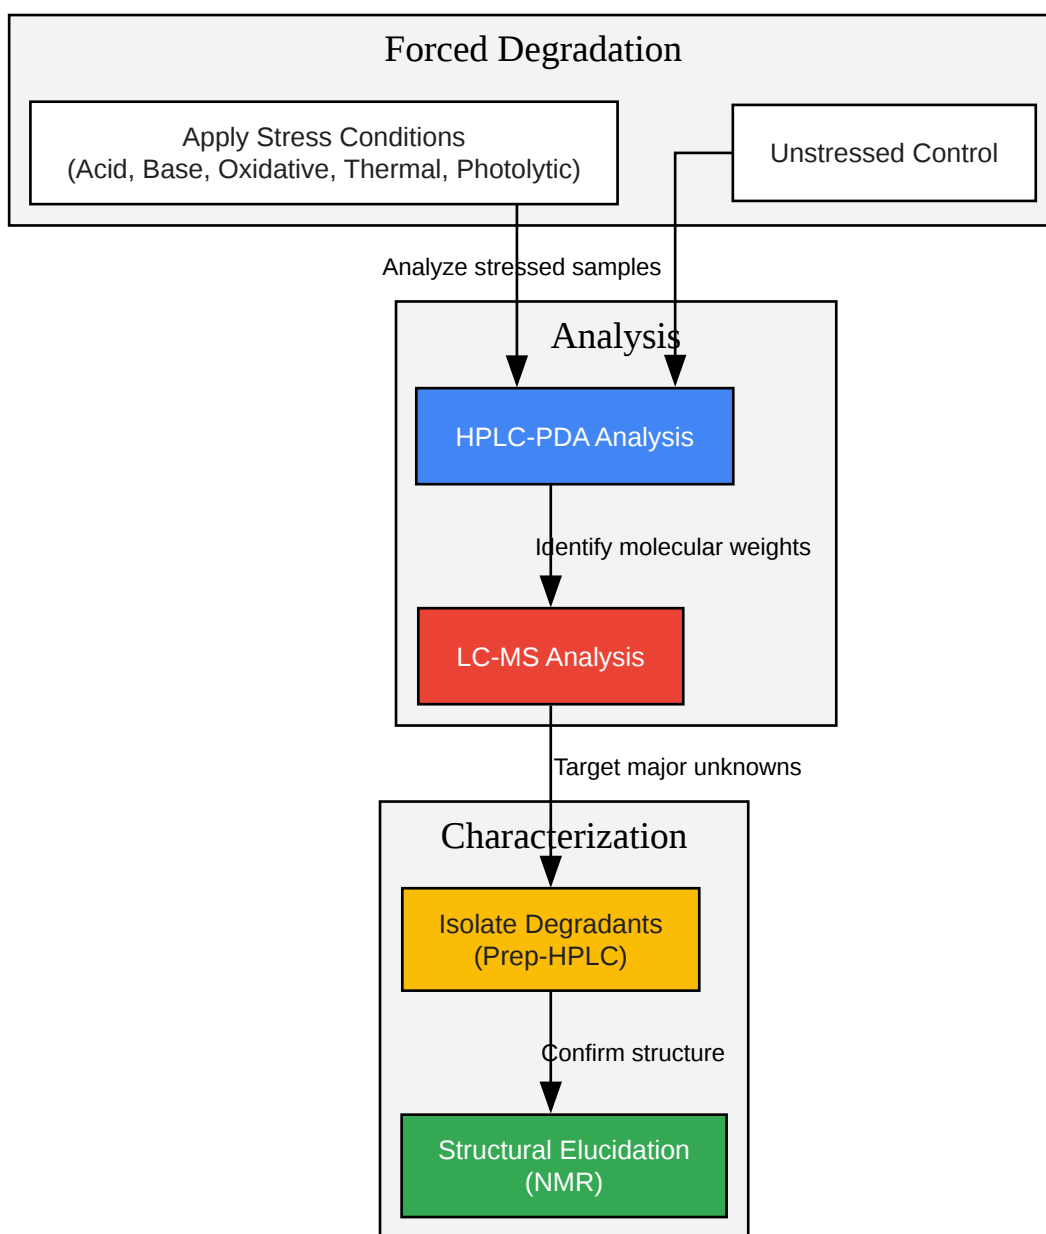 Forced Degradation
Apply Stress Conditions
(Acid, Base, Oxidative, Thermal, Photolytic)
Unstressed Control
Analyze stressed samples
Analysis
HPLC-PDA Analysis
Identify molecular weights
LC-MS Analysis
Target major unknowns
Characterization
Isolate Degradants
(Prep-HPLC)
Confirm structure
Structural Elucidation
(NMR)